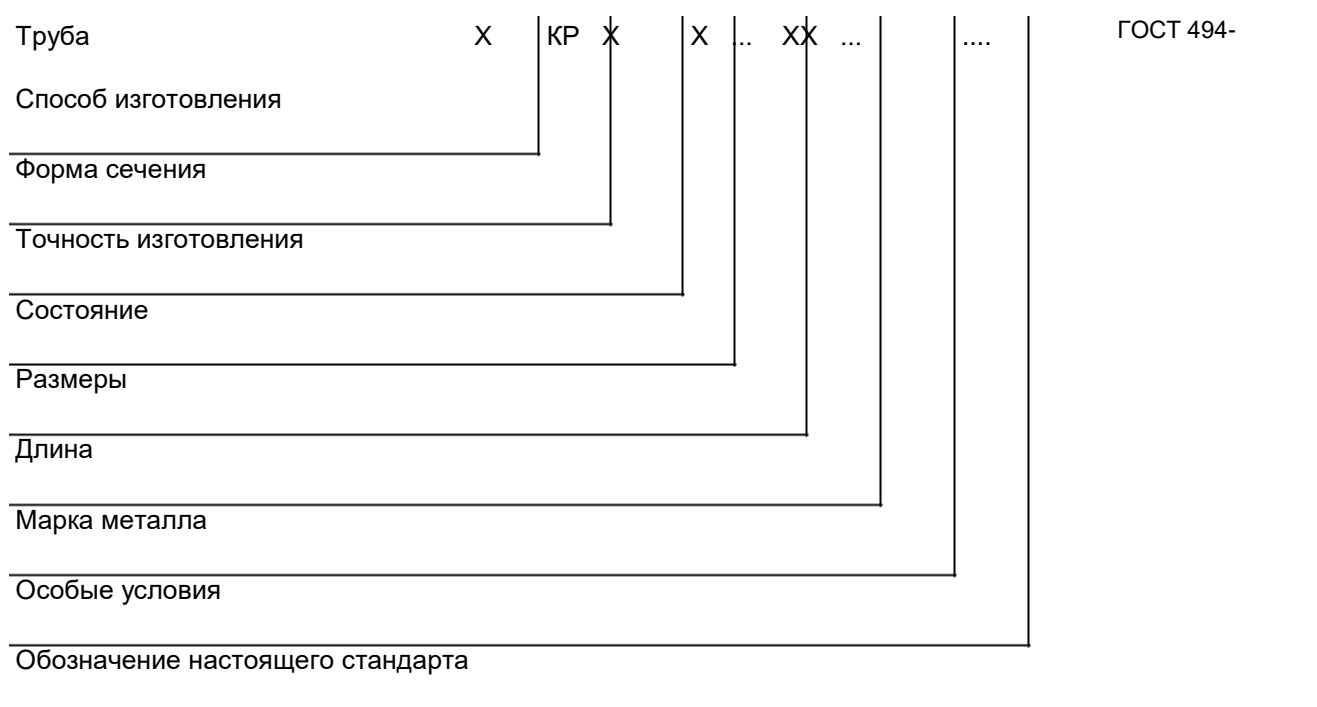 Труба Х КР Х Х ... ХХ ... .... ГОСТ 494-
Способ изготовления
Форма сечения
Точность изготовления
Состояние
Размеры
Длина
Марка металла
Особые условия
Обозначение настоящего стандарта